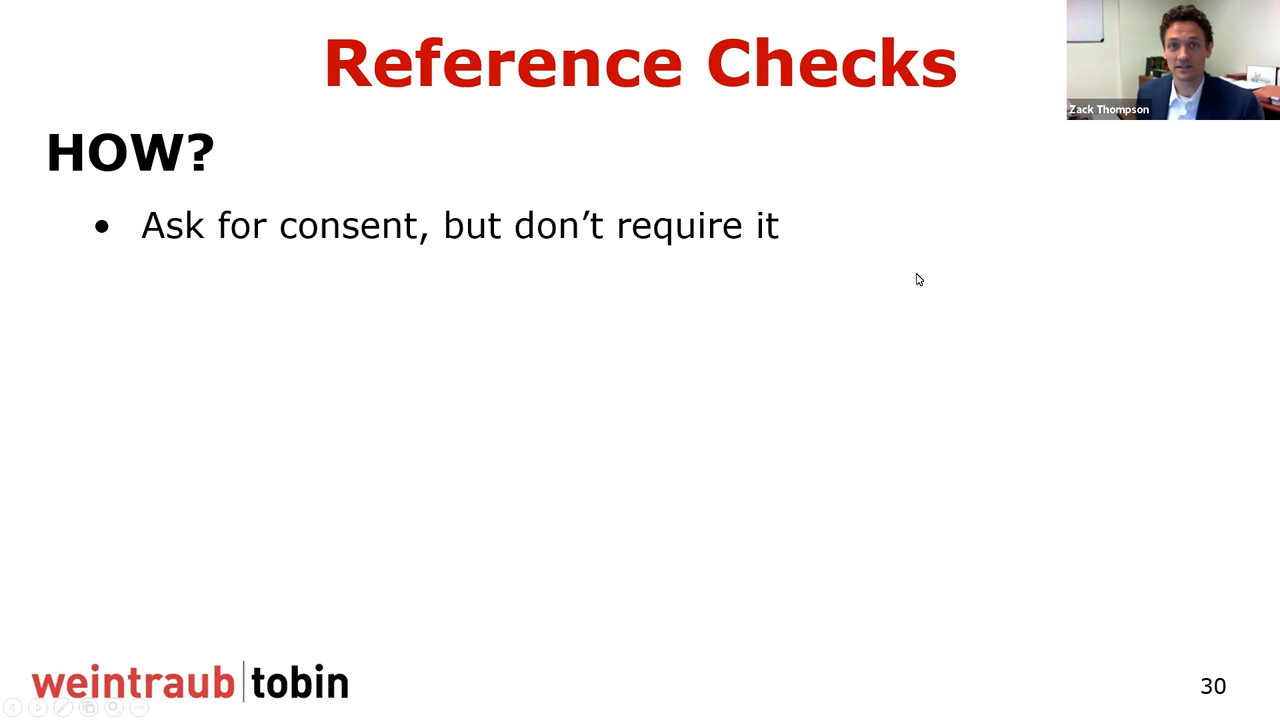 Reference Checks
Zack Thompson
HOW?
• Ask for consent, but don’t require it
weintraub tobin
30